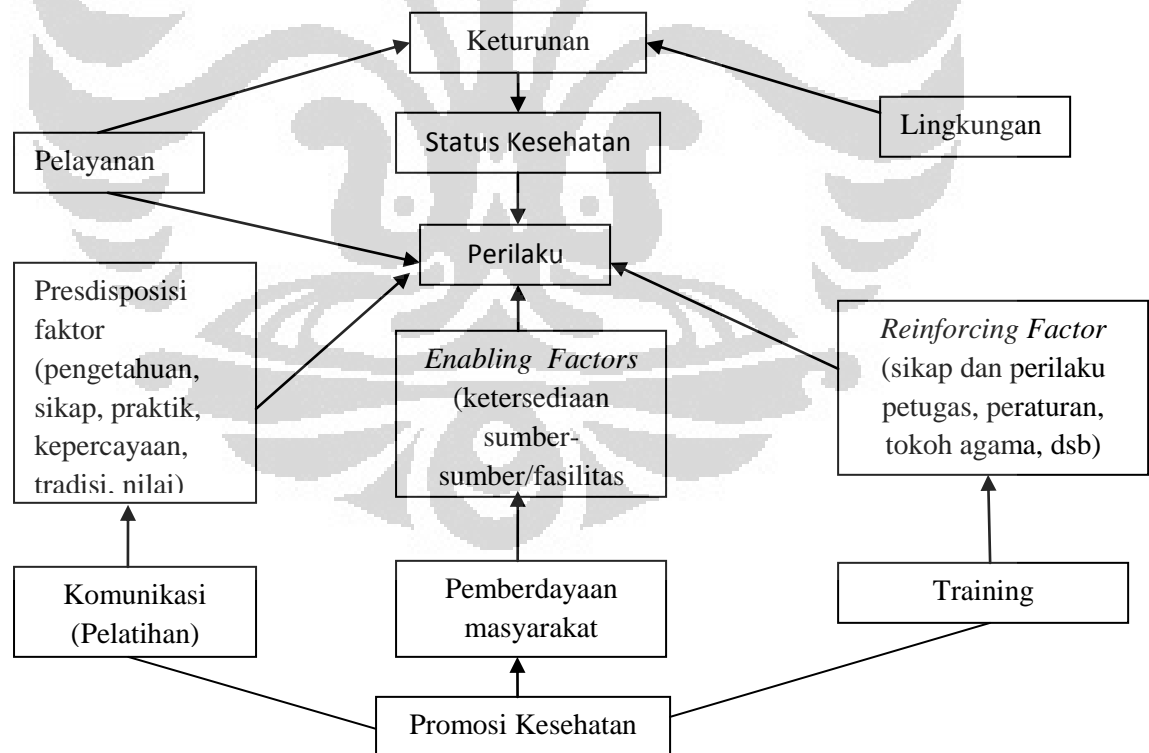 Keturunan
Lingkungan
Status Kesehatan
Pelayanan
Perilaku
Presdisposisi
faktor
(pengetahuan,
sikap, praktik,
kepercayaan,
tradisi, nilai)
Enabling Factors
(ketersediaan
sumber-
sumber/fasilitas
Reinforcing Factor
(sikap dan perilaku
petugas, peraturan,
tokoh agama, dsb)
Komunikasi
(Pelatihan)
Pemberdayaan
masyarakat
Training
Promosi Kesehatan